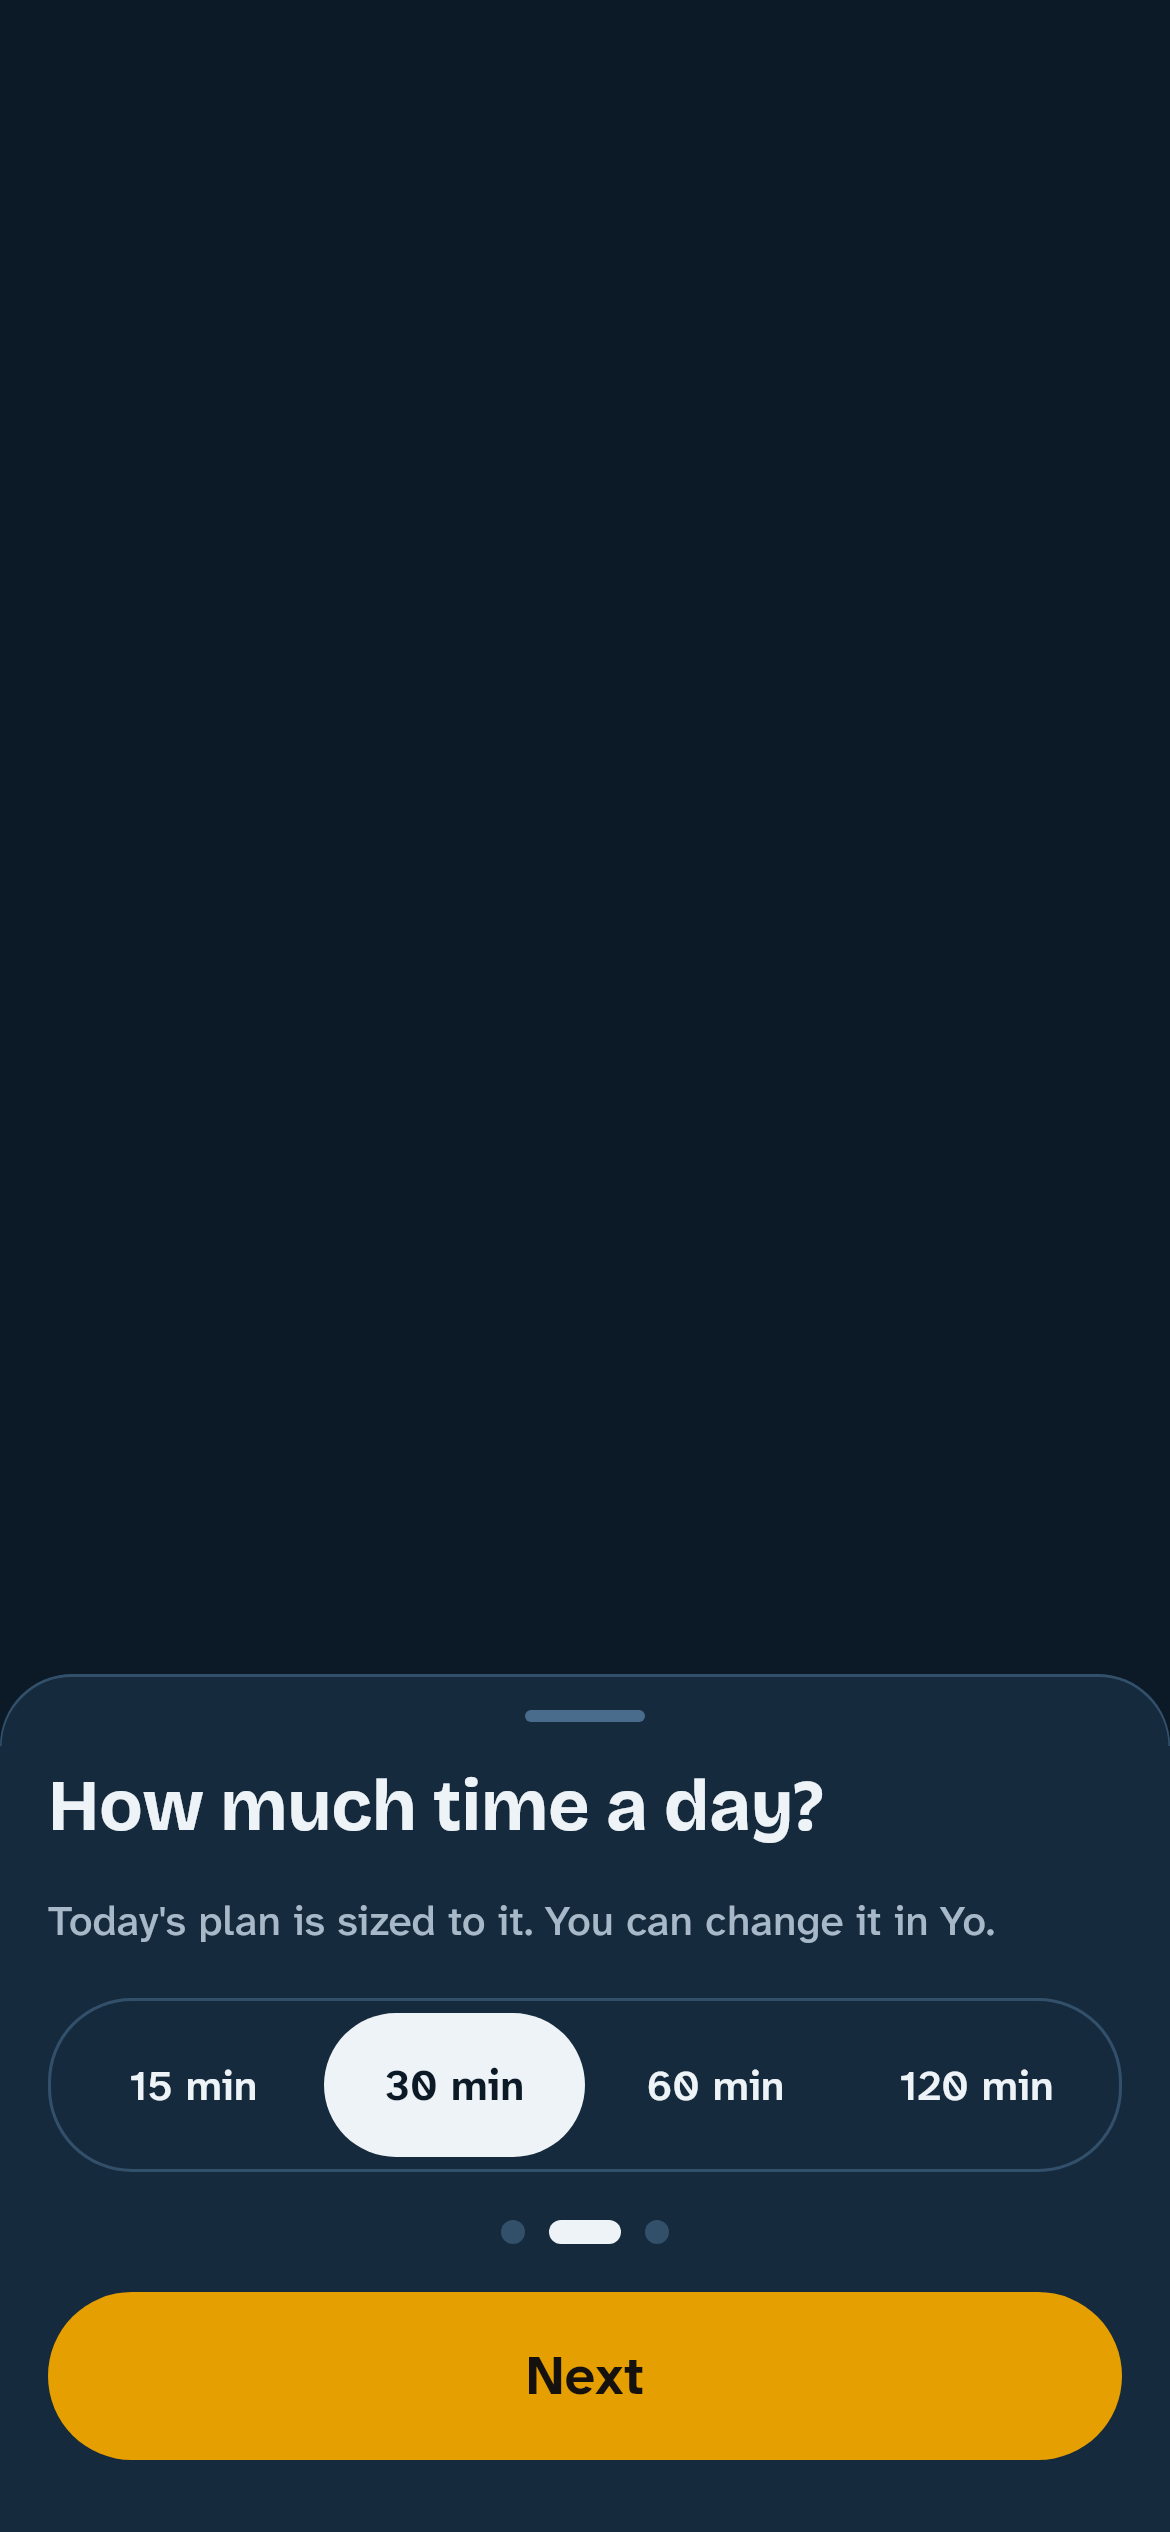 How much time a day?
Today's plan is sized to it. You can change it in Yo.
15 min 30 min 60 min 120 min
Next